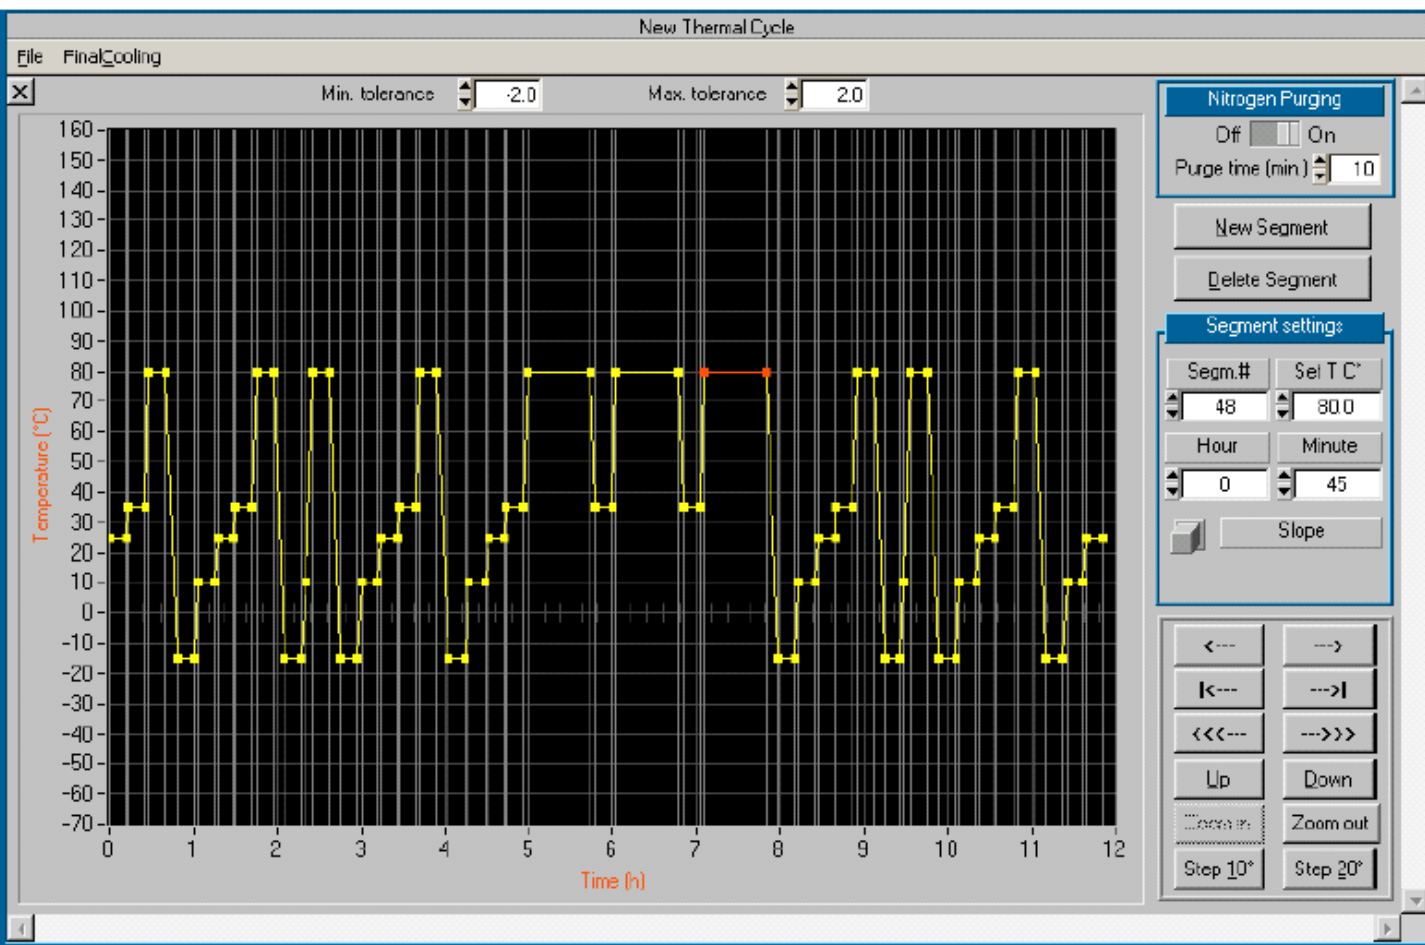 New Thermal Cycle
File FinalCooling
Min. tolerance -2.0 Max. tolerance 2.0
Nitrogen Purging
Off On
Purge time (min.) 10
New Segment
Delete Segment
Segment settings
Segm.# Set T C°
48 80.0
Hour Minute
0 45
Slope
<--- --->
|<--- --->|
<<<--- --->>>
Up Down
Zoom in Zoom out
Step 10° Step 20°
Temperature (°C)
160
150
140
130
120
110
100
90
80
70
60
50
40
30
20
10
0
-10
-20
-30
-40
-50
-60
-70
0 1 2 3 4 5 6 7 8 9 10 11 12
Time (h)